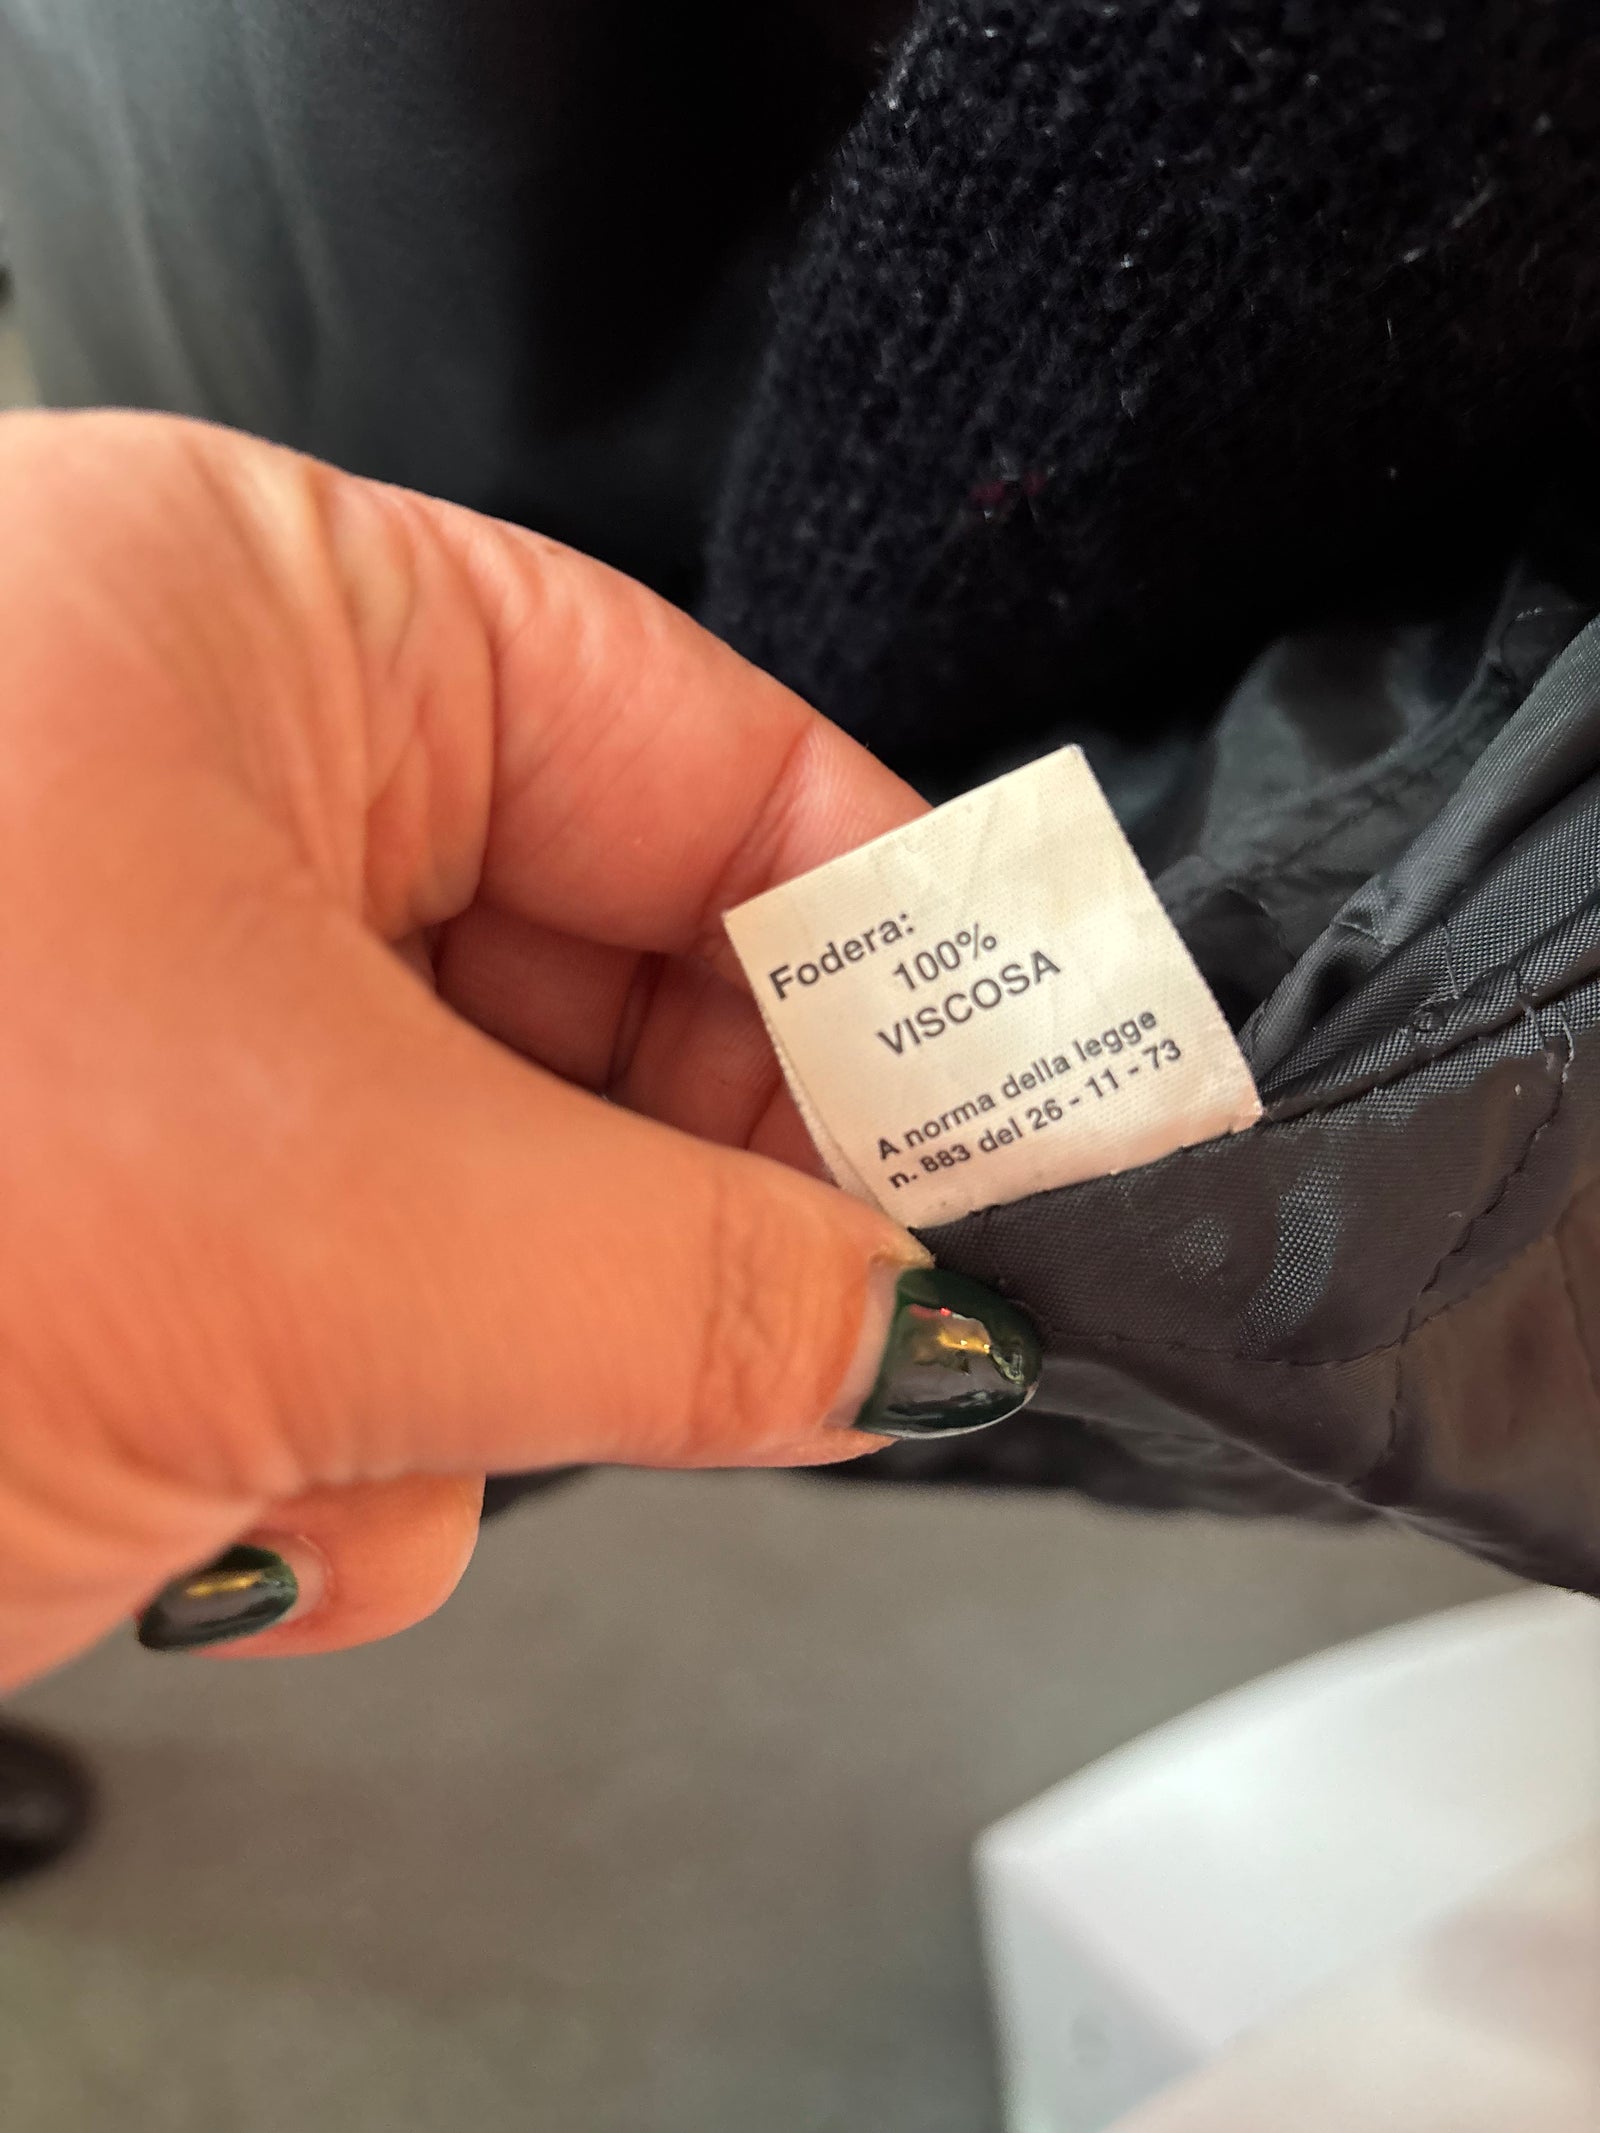 Fodera:
100%
VISCOSA
A norma della legge
n. 883 del 26 - 11 - 73